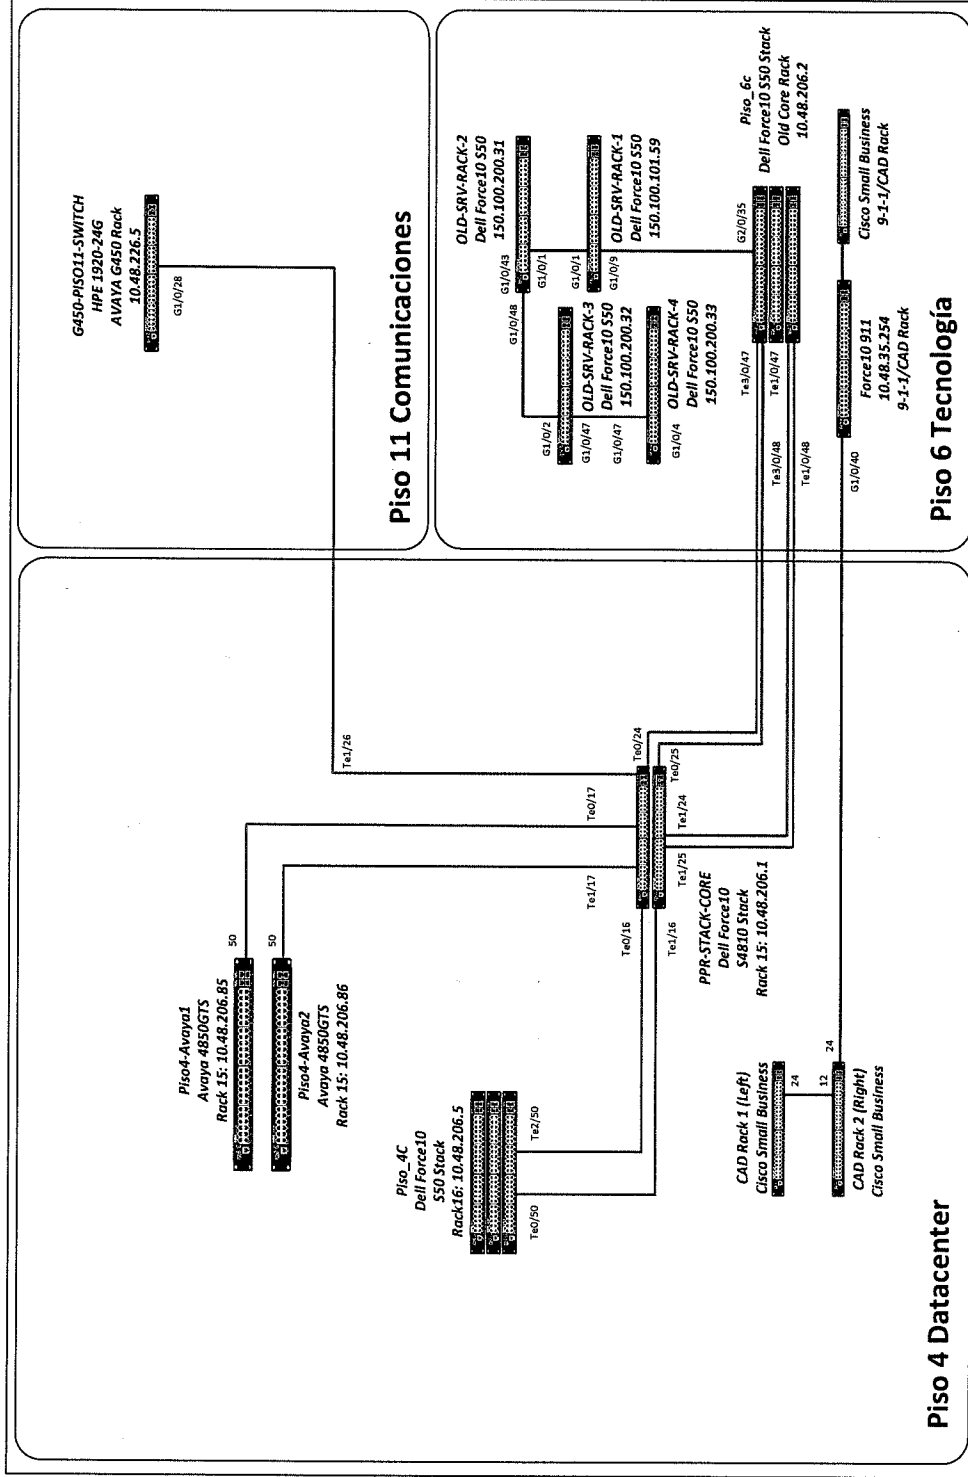 Piso4-Avaya1
Avaya 4850GTS
Rack 15: 10.48.206.85
50
Piso4-Avaya2
Avaya 4850GTS
Rack 15: 10.48.206.86
50
Piso_4C
Dell Force10
S50 Stack
Rack16: 10.48.206.5
Te0/50
Te2/50
Te1/17
Te0/17
Te1/26
Te0/16
Te1/16
Te0/24
Te0/25
Te1/24
Te1/25
PPR-STACK-CORE
Dell Force10
S4810 Stack
Rack 15: 10.48.206.1
CAD Rack 1 (Left)
Cisco Small Business
24
12
24
CAD Rack 2 (Right)
Cisco Small Business
Piso 4 Datacenter
G450-PISO11-SWITCH
HPE 1920-24G
AVAYA G450 Rack
10.48.226.5
G1/0/28
Piso 11 Comunicaciones
OLD-SRV-RACK-2
Dell Force10 S50
150.100.200.31
G1/0/48
G1/0/43
G1/0/1
G1/0/1
G1/0/9
OLD-SRV-RACK-1
Dell Force10 S50
150.100.101.59
G1/0/2
G1/0/47
OLD-SRV-RACK-3
Dell Force10 S50
150.100.200.32
G1/0/47
G1/0/4
OLD-SRV-RACK-4
Dell Force10 S50
150.100.200.33
Piso_6c
Dell Force10 S50 Stack
Old Core Rack
10.48.206.2
G2/0/35
Te3/0/47
Te1/0/47
Te3/0/48
Te1/0/48
G1/0/40
Force10 911
10.48.35.254
9-1-1/CAD Rack
Cisco Small Business
9-1-1/CAD Rack
Piso 6 Tecnología